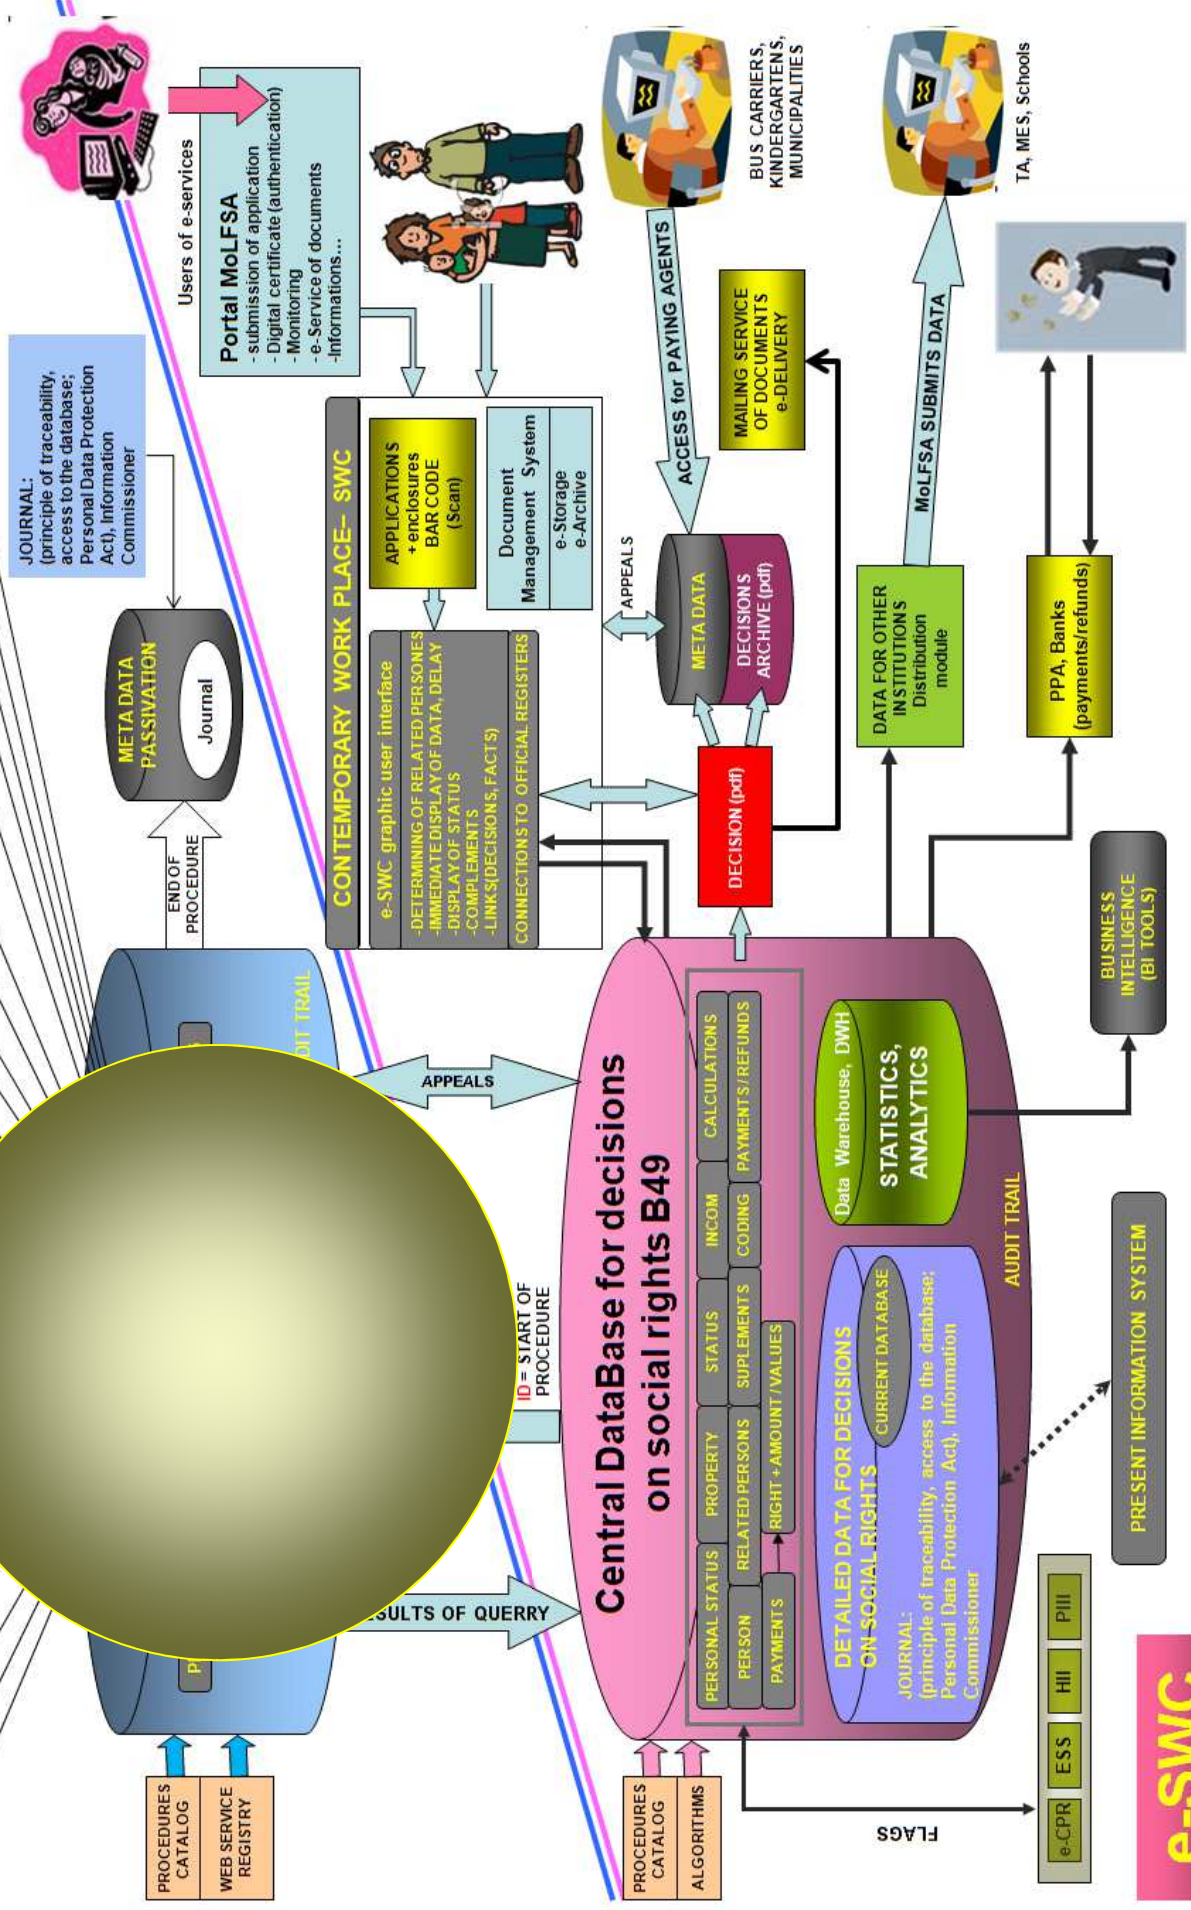 Users of e-services
Portal MoLFSA
- submission of application
- Digital certificate (authentication)
- Monitoring
- e-Service of documents
-Informations...
JOURNAL:
(principle of traceability,
access to the database;
Personal Data Protection
Act), Information
Commissioner
META DATA
PASSIVATION
Journal
END OF
PROCEDURE
DIT TRAIL
PROCEDURES
CATALOG
WEB SERVICE
REGISTRY
CONTEMPORARY WORK PLACE– SWC
APPLICATIONS
+ enclosures
BAR CODE
(Scan)
Document
Management System
e-Storage
e-Archive
e-SWC graphic user interface
-DETERMINING OF RELATED PERSONES
-IMMEDIATE DISPLAY OF DATA, DELAY
-DISPLAY OF STATUS
-COMPLEMENTS
-LINKS(DECISIONS, FACTS)
CONNECTIONS TO OFFICIAL REGISTERS
APPEALS
BUS CARRIERS,
KINDERGARTENS,
MUNICIPALITIES
ACCESS for PAYING AGENTS
META DATA
DECISIONS
ARCHIVE (pdf)
MAILING SERVICE
OF DOCUMENTS
e-DELIVERY
DECISION (pdf)
TA, MES, Schools
MoLFSA SUBMITS DATA
DATA FOR OTHER
INSTITUTIONS
Distribution
module
PPA, Banks
(payments/refunds)
BUSINESS
INTELLIGENCE
(BI TOOLS)
APPEALS
ID = START OF
PROCEDURE
SULTS OF QUERRY
Central DataBase for decisions
on social rights B49
PERSONAL STATUS
PROPERTY
STATUS
INCOM
CALCULATIONS
PERSON
RELATED PERSONS
SUPLEMENTS
CODING
PAYMENTS / REFUNDS
PAYMENTS
RIGHT + AMOUNT / VALUES
DETAILED DATA FOR DECISIONS
ON SOCIAL RIGHTS
CURRENT DATABASE
JOURNAL:
(principle of traceability, access to the database;
Personal Data Protection Act), Information
Commissioner
Data Warehouse, DWH
STATISTICS,
ANALYTICS
AUDIT TRAIL
PROCEDURES
CATALOG
ALGORITHMS
FLAGS
e-CPR
ESS
HII
PIII
PRESENT INFORMATION SYSTEM
e-SWC